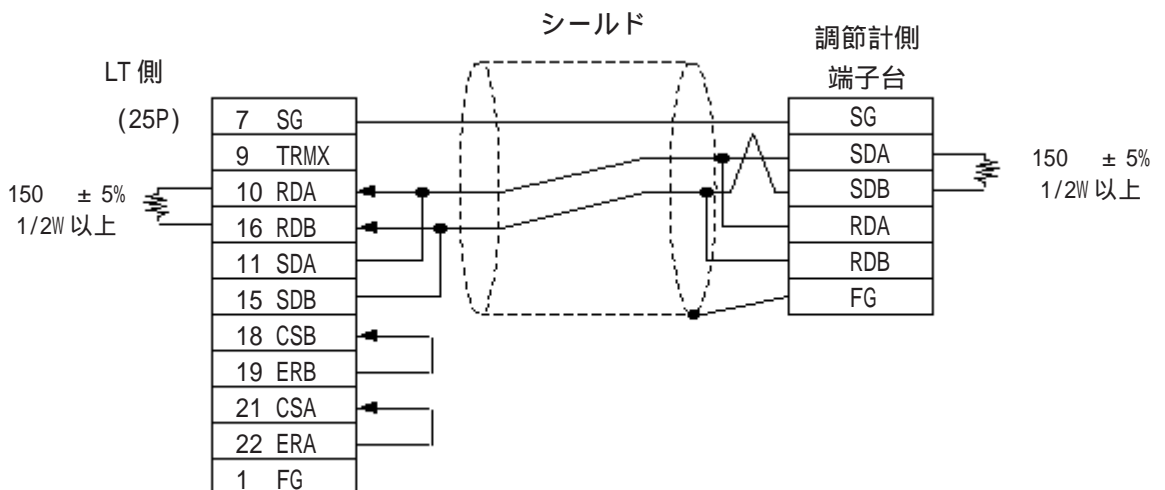 シールド
LT 側
(25P)
調節計側
端子台
7 SG
9 TRMX
10 RDA
16 RDB
11 SDA
15 SDB
18 CSB
19 ERB
21 CSA
22 ERA
1 FG
150 ± 5%
1/2W 以上
SG
SDA
SDB
RDA
RDB
FG
150 ± 5%
1/2W 以上